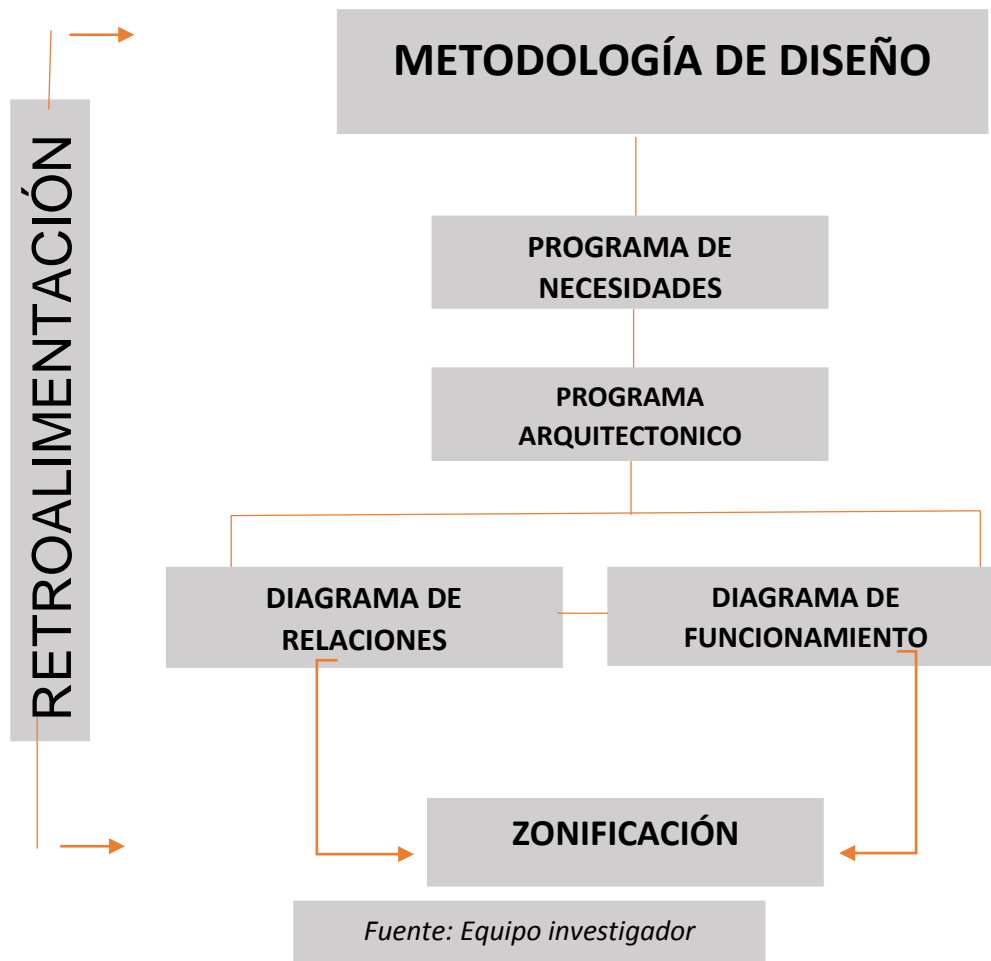 METODOLOGÍA DE DISEÑO
RETROALIMENTACIÓN
PROGRAMA DE
NECESIDADES
PROGRAMA
ARQUITECTONICO
DIAGRAMA DE
RELACIONES
DIAGRAMA DE
FUNCIONAMIENTO
ZONIFICACIÓN
Fuente: Equipo investigador